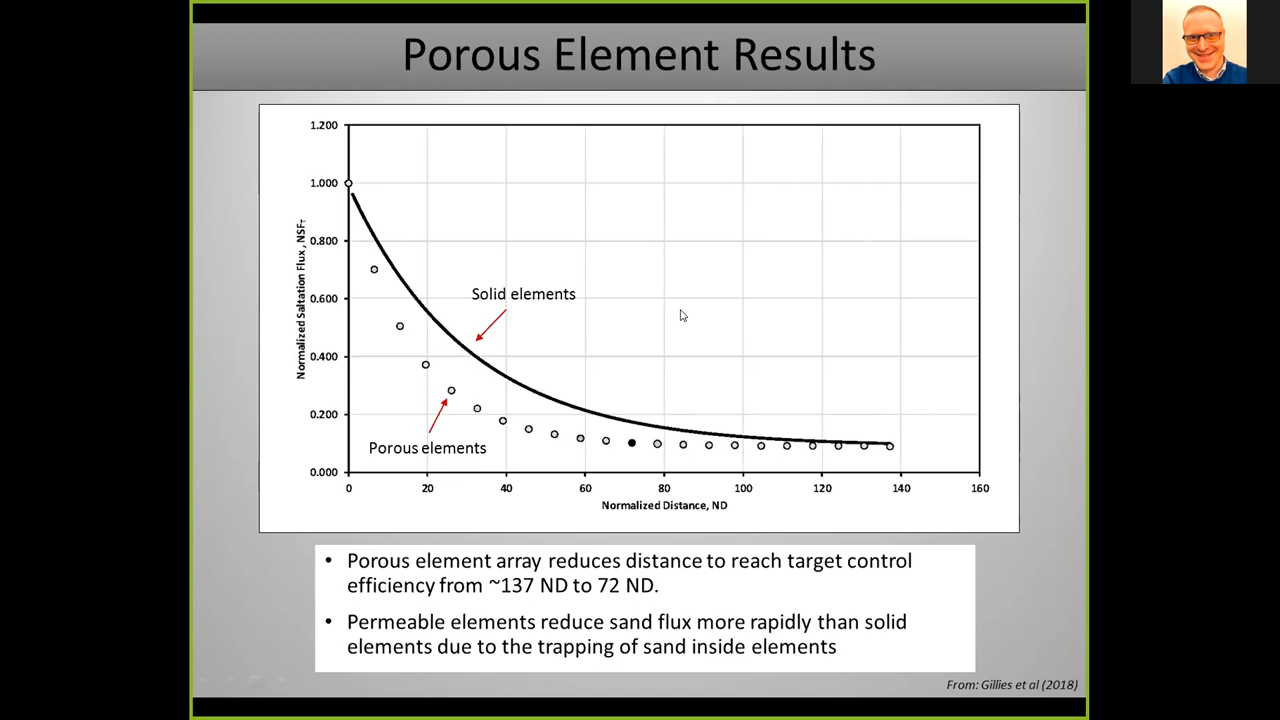 Porous Element Results
1.200
1.000
0.800
0.600
0.400
0.200
0.000
Normalized Saltation Flux, NSFT
Solid elements
Porous elements
0 20 40 60 80 100 120 140 160
Normalized Distance, ND
• Porous element array reduces distance to reach target control
efficiency from ~137 ND to 72 ND.
• Permeable elements reduce sand flux more rapidly than solid
elements due to the trapping of sand inside elements
From: Gillies et al (2018)